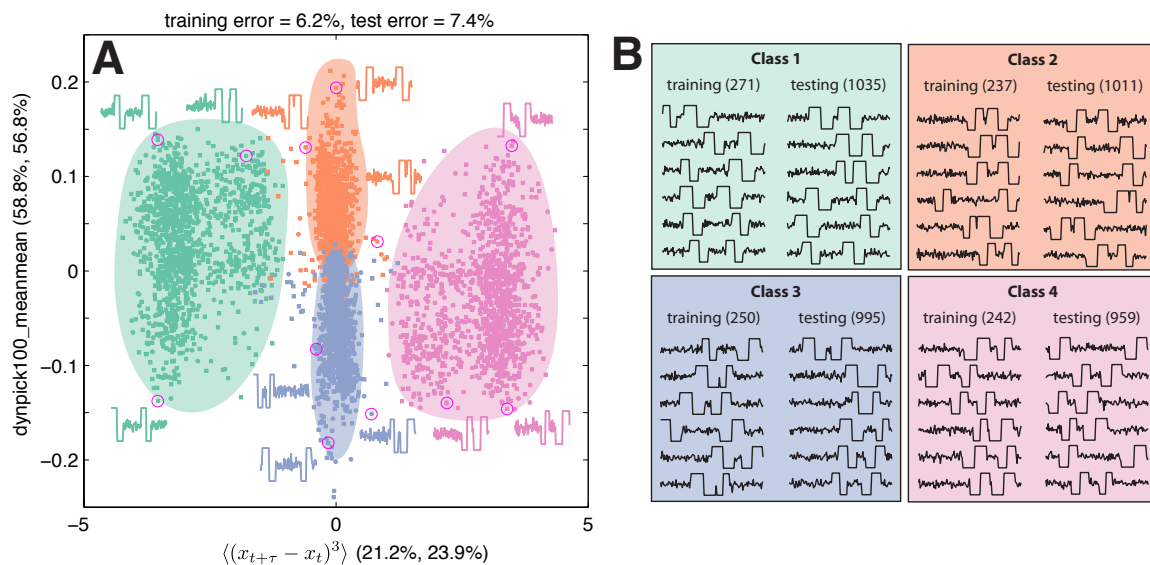 training error = 6.2%, test error = 7.4%
A
dynpick100_meanmean (58.8%, 56.8%)
0.2
0.1
0
−0.1
−0.2
−5
0
5
⟨(x_{t+τ} − x_t)^3⟩ (21.2%, 23.9%)
B
Class 1
training (271) testing (1035)
Class 2
training (237) testing (1011)
Class 3
training (250) testing (995)
Class 4
training (242) testing (959)